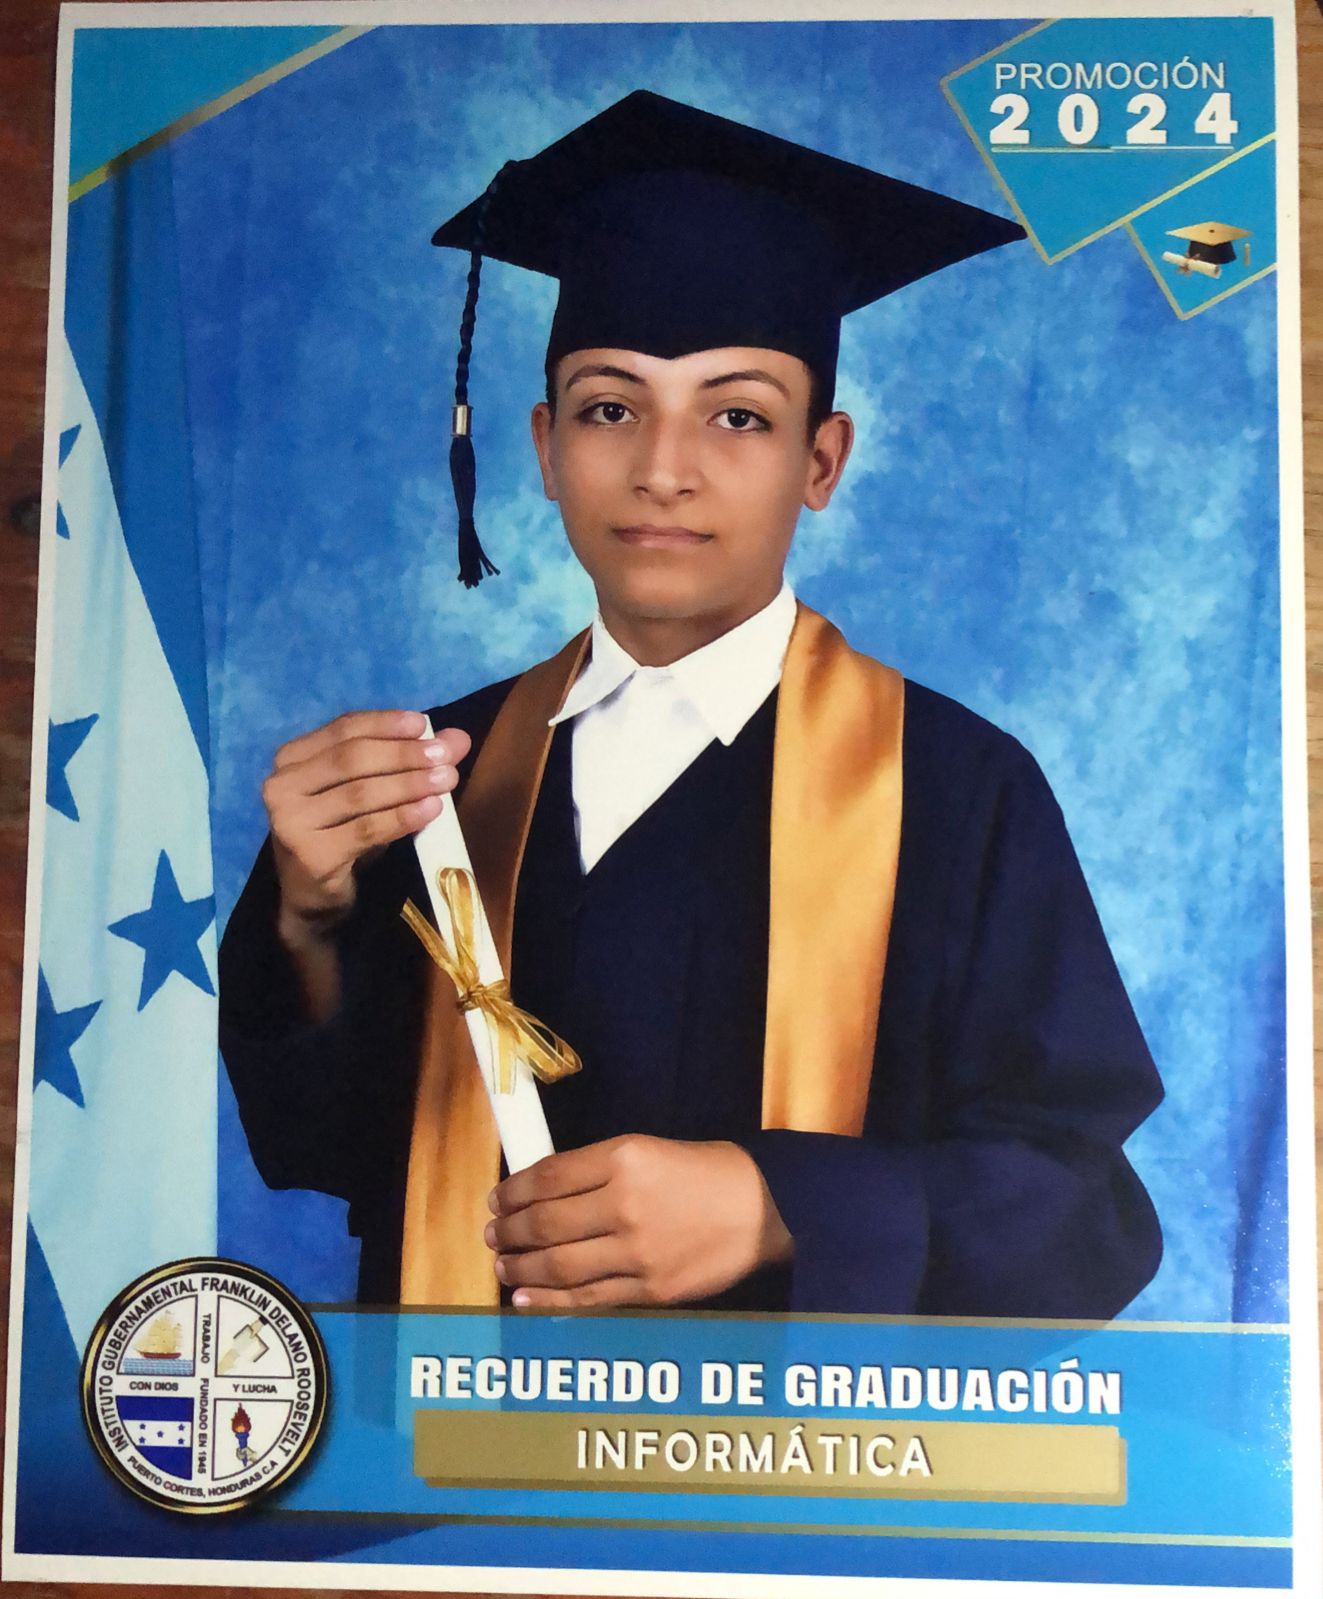 PROMOCIÓN
2024
INSTITUTO GUBERNAMENTAL FRANKLIN DELANO ROOSEVELT
TRABAJO
CON DIOS
Y LUCHA
FUNDADO EN 1945
PUERTO CORTES, HONDURAS C.A
RECUERDO DE GRADUACIÓN
INFORMÁTICA